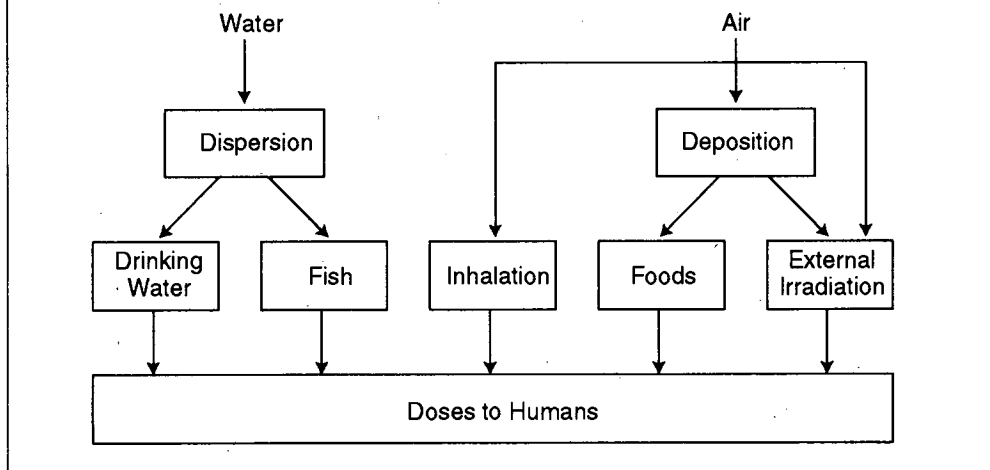 Water
Air
Dispersion
Deposition
Drinking
Water
Fish
Inhalation
Foods
External
Irradiation
Doses to Humans